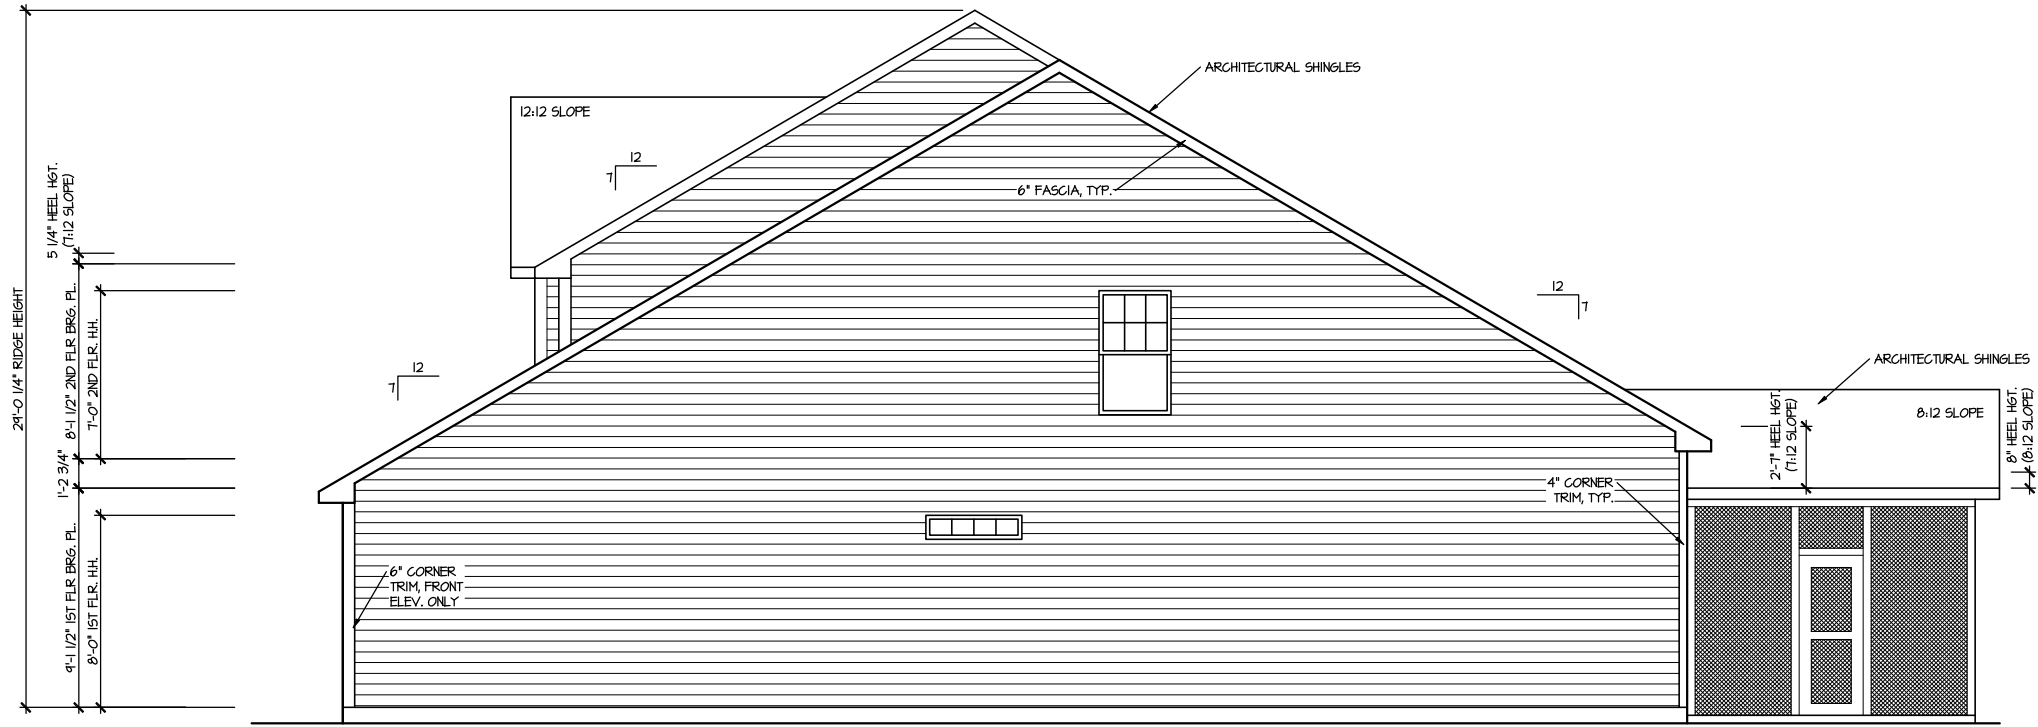 29'-0 1/4" RIDGE HEIGHT
5 1/4" HEEL HGT.
(7:12 SLOPE)
8'-1 1/2" 2ND FLR BRG. PL.
7'-0" 2ND FLR. H.H.
1'-2 3/4"
9'-1 1/2" 1ST FLR BRG. PL.
8'-0" 1ST FLR. H.H.
12:12 SLOPE
12
7
ARCHITECTURAL SHINGLES
6" FASCIA, TYP.
12
7
12
7
ARCHITECTURAL SHINGLES
8:12 SLOPE
2'-7" HEEL HGT.
(7:12 SLOPE)
8" HEEL HGT.
(8:12 SLOPE)
4" CORNER
TRIM, TYP.
6" CORNER
TRIM, FRONT
ELEV. ONLY